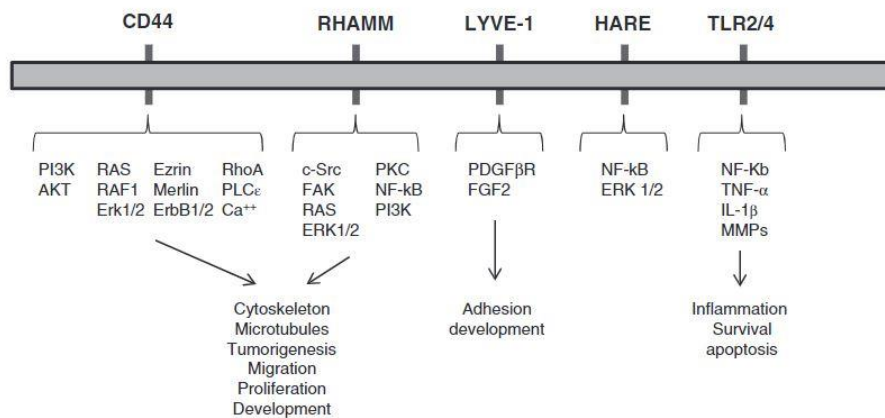 CD44 RHAMM LYVE-1 HARE TLR2/4
PI3K RAS Ezrin RhoA c-Src PKC PDGFβR NF-kB NF-Kb
AKT RAF1 Merlin PLCε FAK NF-kB FGF2 ERK 1/2 TNF-α
Erk1/2 ErbB1/2 Ca⁺⁺ RAS PI3K IL-1β
ERK1/2 MMPs
Cytoskeleton Adhesion Inflammation
Microtubules development Survival
Tumorigenesis apoptosis
Migration
Proliferation
Development